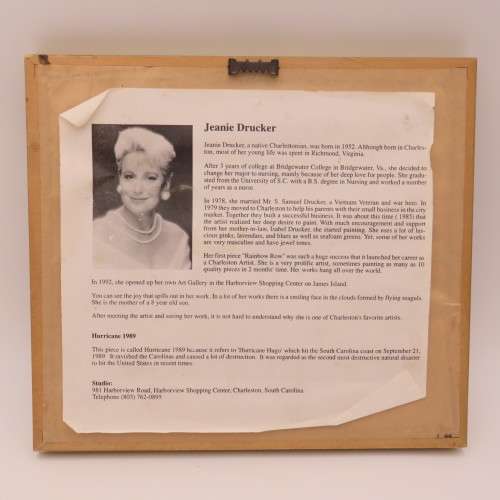 Jeanie Drucker
Jeanie Drucker, a native Charlestonian, was born in 1952. Although born in Charles-
ton, most of her young life was spent in Richmond, Virginia.
After 3 years of college at Bridgewater College in Bridgewater, Va., she decided to
change her major to nursing, mainly because of her deep love for people. She grad-
uated from the University of S.C. with a B.S. degree in Nursing and worked a number
of years as a nurse.
In 1978, she married Mr. S. Samuel Drucker, a Vietnam Veteran and war hero. In
1979 they moved to Charleston to help his parents with their small business in the city
market. Together they built a successful business. It was about this time ( 1985) that
the artist realized her deep desire to paint. With much encouragement and support
from her mother-in-law, Isabel Drucker, she started painting. She uses a lot of lus-
cious pinks, lavendars, and blues as well as seafoam greens. Yet, some of her works
are very masculine and have jewel tones.
Her first piece "Rainbow Row" was such a huge success that it launched her career as
a Charleston Artist. She is a very prolific artist, sometimes painting as many as 10
quality pieces in 2 months' time. Her works hang all over the world.
In 1992, she opened up her own Art Gallery in the Harborview Shopping Center on James Island.
You can see the joy that spills out in her work. In a lot of her works there is a smiling face in the clouds formed by flying seagulls.
She is the mother of a 8 year old son.
After meeting the artist and seeing her work, it is not hard to understand why she is one of Charleston's favorite artists.
Hurricane 1989
This piece is called Hurricane 1989 because it refers to 'Hurricane Hugo' which hit the South Carolina coast on September 21,
1989. It ravished the Carolinas and caused a lot of destruction. It was regarded as the second most destructive natural disaster
to hit the United States in recent times.
Studio:
981 Harborview Road, Harborview Shopping Center, Charleston, South Carolina
Telephone (803) 762-0895